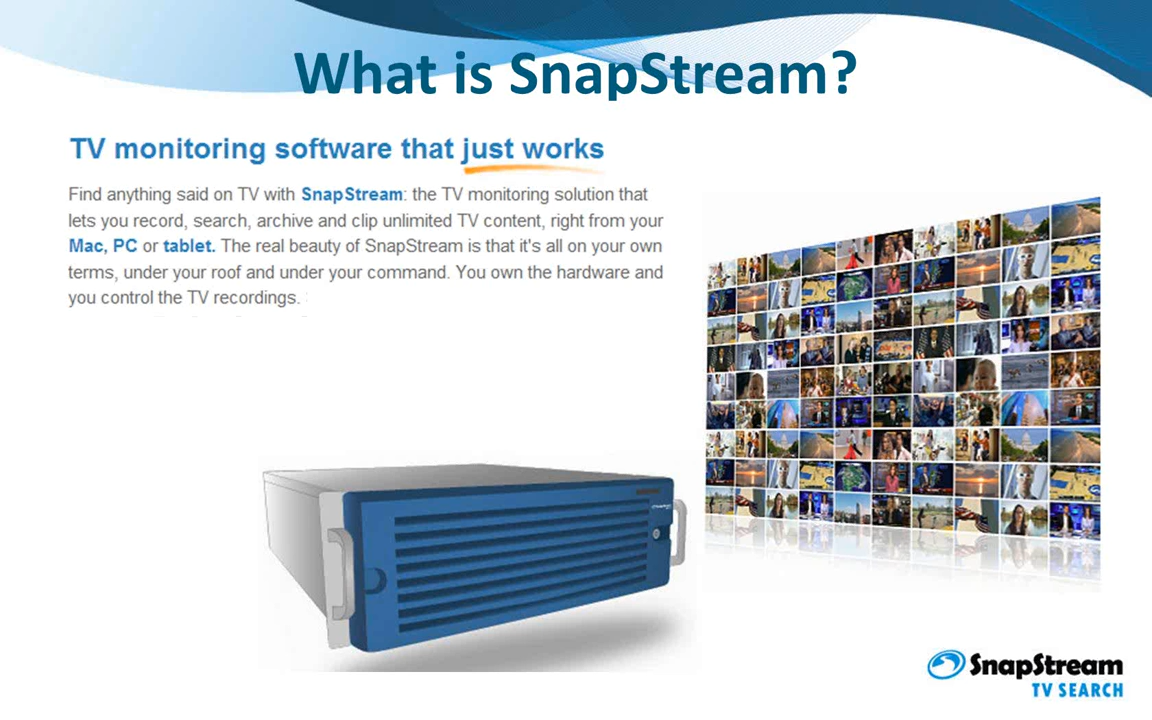 What is SnapStream?
TV monitoring software that just works
Find anything said on TV with SnapStream: the TV monitoring solution that
lets you record, search, archive and clip unlimited TV content, right from your
Mac, PC or tablet. The real beauty of SnapStream is that it's all on your own
terms, under your roof and under your command. You own the hardware and
you control the TV recordings.
SnapStream
TV SEARCH